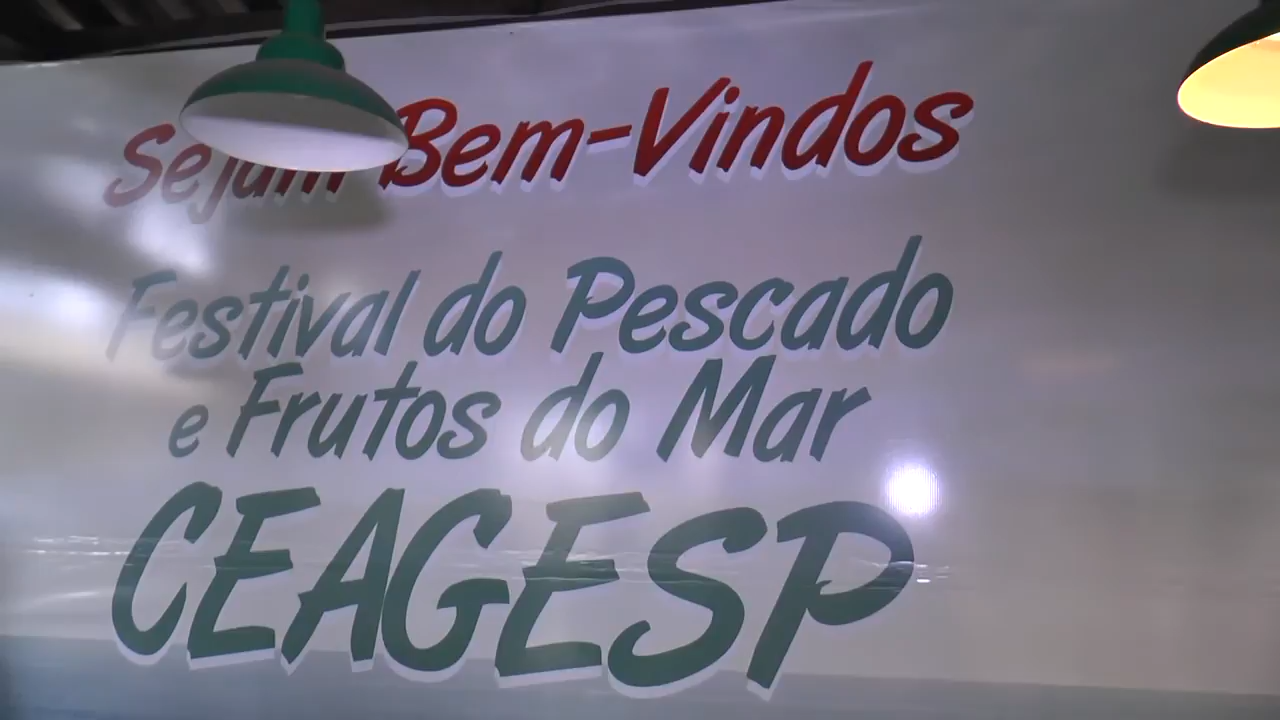 Sejam Bem-Vindos
Festival do Pescado
e Frutos do Mar
CEAGESP